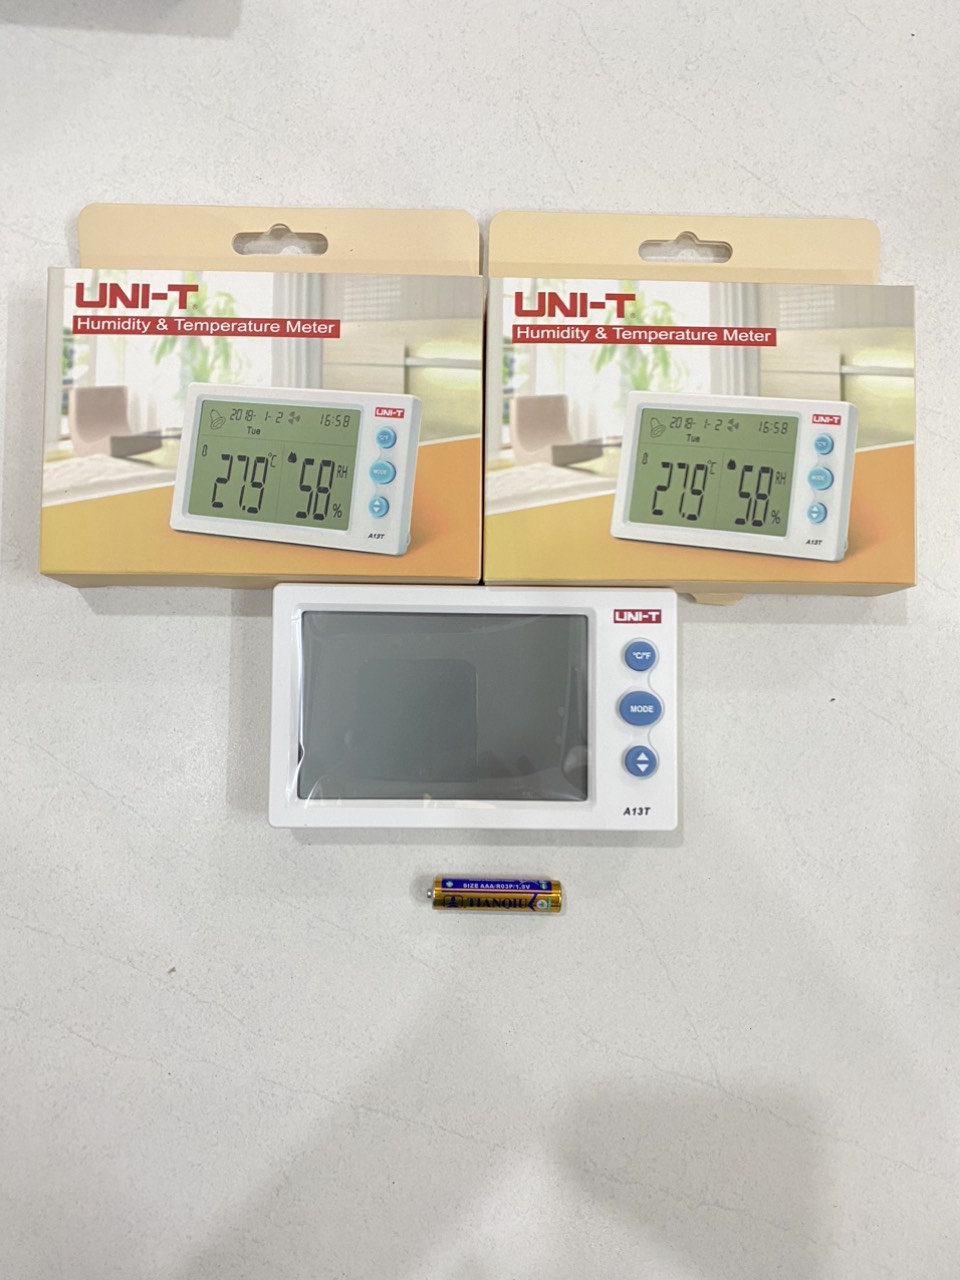 UNI-T
Humidity & Temperature Meter
2018- 1- 2
16:58
Tue
27.9
°C
58
RH
%
UNI-T
°C/°F
MODE
A13T
UNI-T
Humidity & Temperature Meter
2018- 1- 2
16:58
Tue
27.9
°C
58
RH
%
UNI-T
°C/°F
MODE
A13T
UNI-T
°C/°F
MODE
A13T
SIZE AAA/R03P/1.5V
TIANQIU